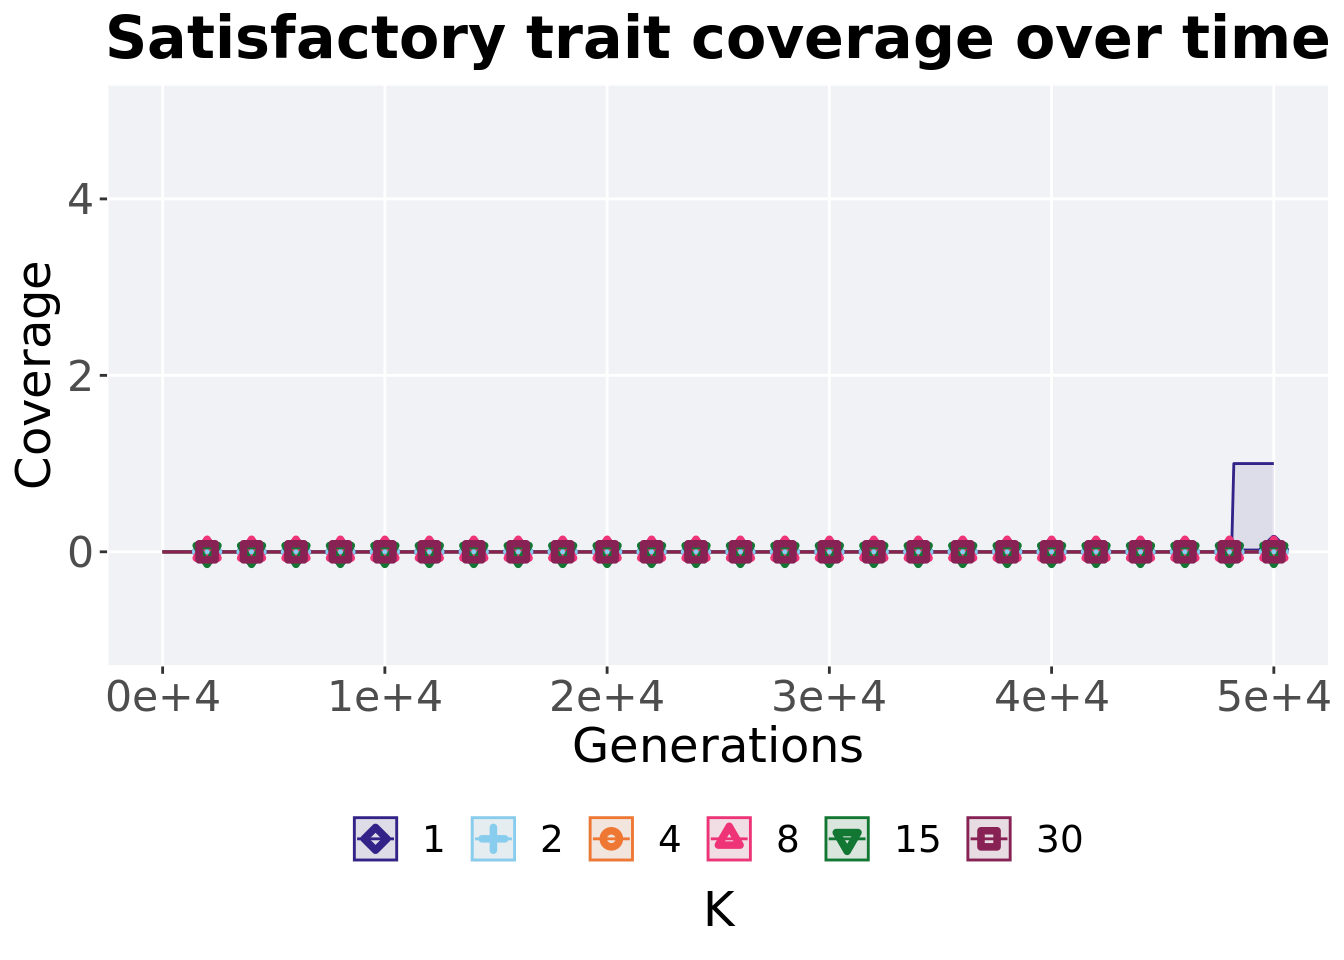 Satisfactory trait coverage over time
4
2
0
Coverage
0e+4 1e+4 2e+4 3e+4 4e+4 5e+4
Generations
1 2 4 8 15 30
K